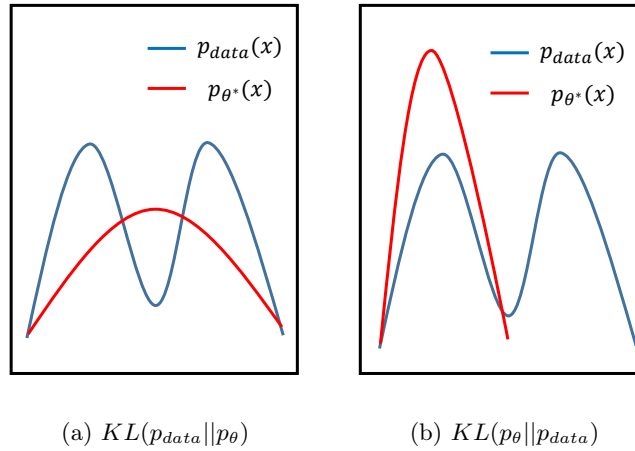 p_{data}(x)
p_{θ*}(x)
p_{data}(x)
p_{θ*}(x)
(a) KL(p_{data}||p_θ)
(b) KL(p_θ||p_{data})